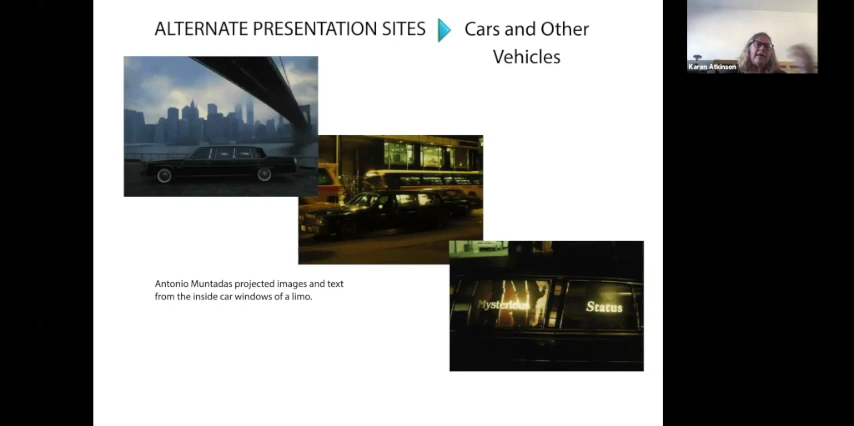 ALTERNATE PRESENTATION SITES Cars and Other
Vehicles
Karen Atkinson
Antonio Muntadas projected images and text
from the inside car windows of a limo.
Mysterious Status